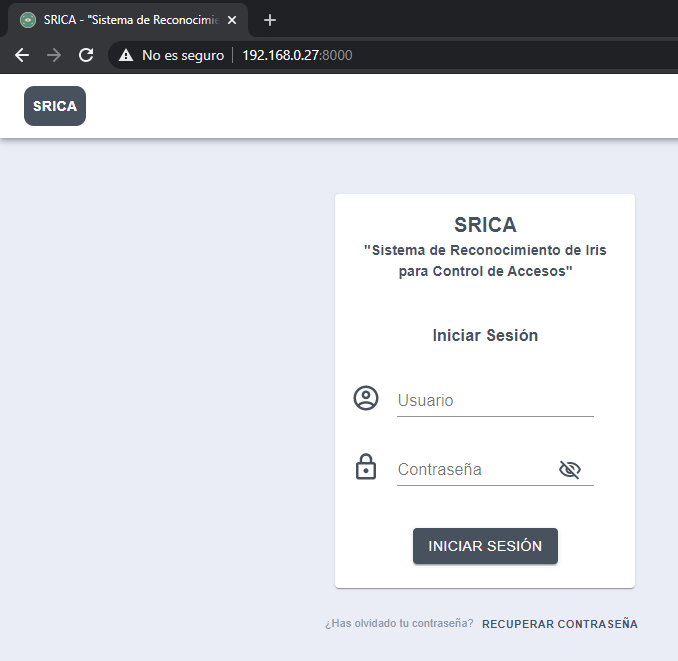 SRICA - "Sistema de Reconocimie
No es seguro
192.168.0.27:8000
SRICA
SRICA
"Sistema de Reconocimiento de Iris
para Control de Accesos"
Iniciar Sesión
Usuario
Contraseña
INICIAR SESIÓN
¿Has olvidado tu contraseña? RECUPERAR CONTRASEÑA